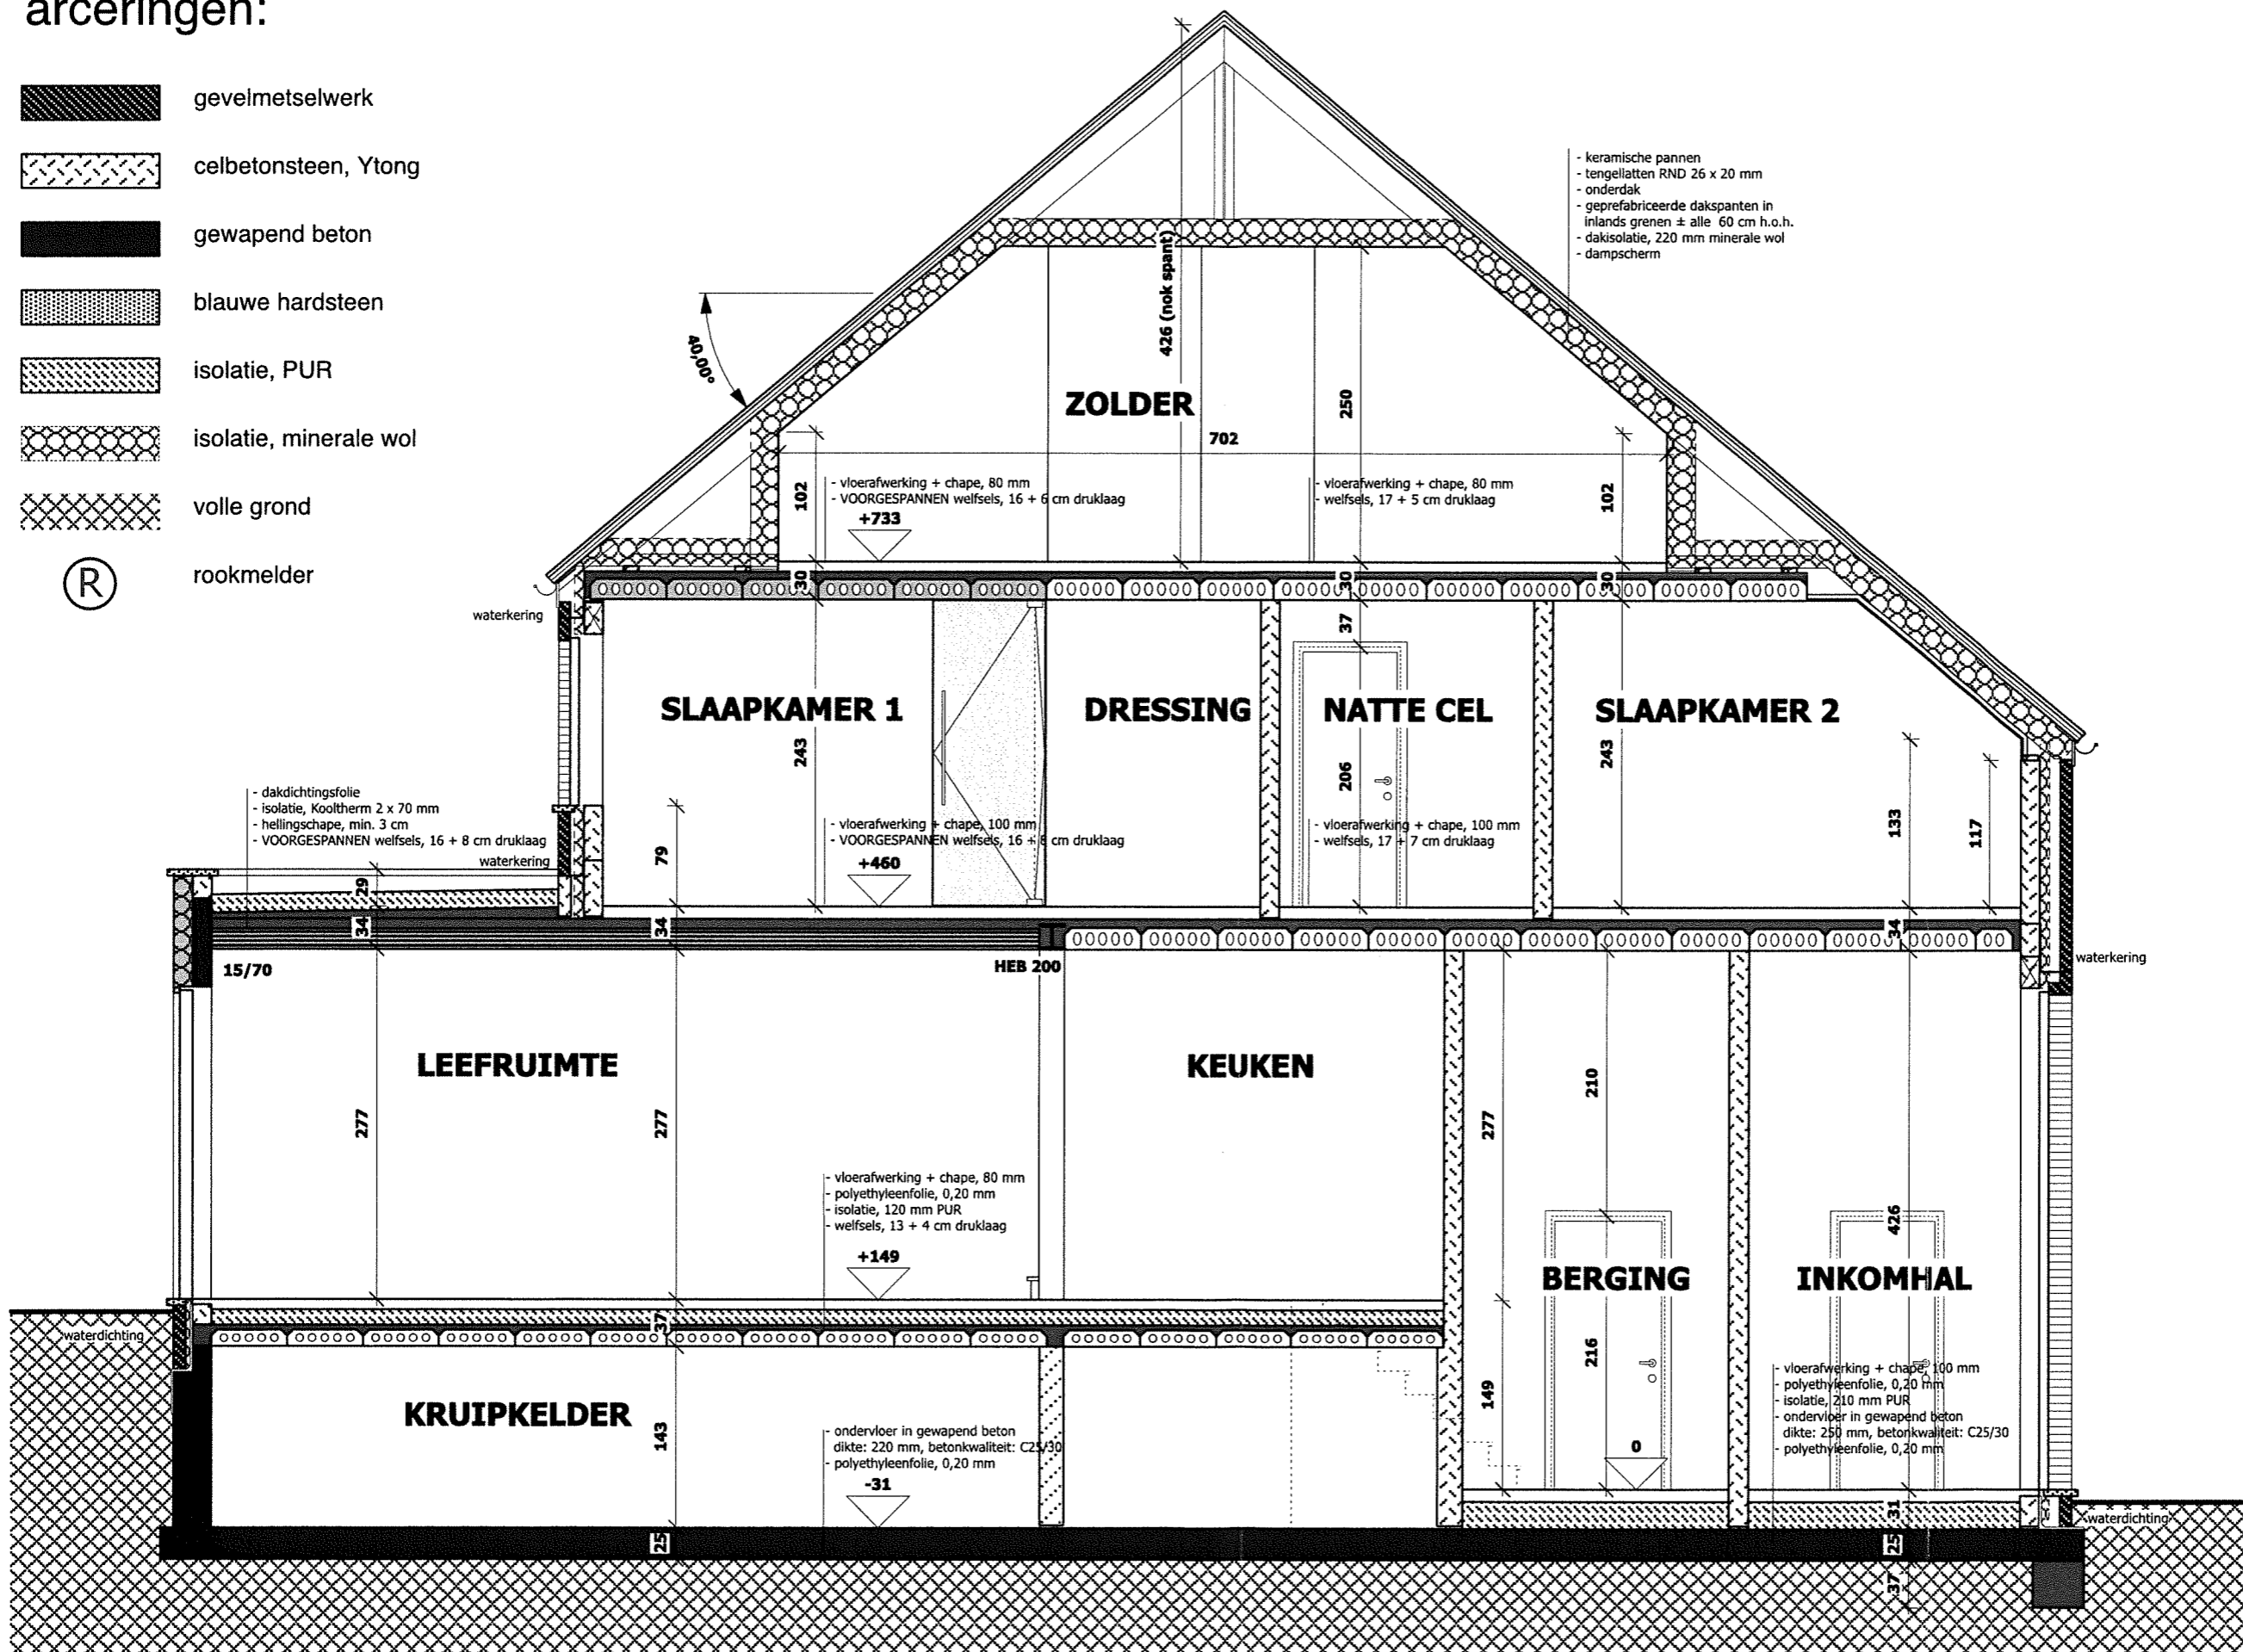 arceringen:
gevelmetselwerk
celbetonsteen, Ytong
gewapend beton
blauwe hardsteen
isolatie, PUR
isolatie, minerale wol
volle grond
R
rookmelder
- keramische pannen
- tengellatten RND 26 x 20 mm
- onderdak
- geprefabriceerde dakspanten in
inlands grenen ± alle 60 cm h.o.h.
- dakisolatie, 220 mm minerale wol
- dampscherm
426 (nok spant)
40,00°
ZOLDER
250
702
102
- vloerafwerking + chape, 80 mm
- VOORGESPANNEN welfsels, 16 + 6 cm druklaag
+733
- vloerafwerking + chape, 80 mm
- welfsels, 17 + 5 cm druklaag
102
30
30
30
waterkering
37
SLAAPKAMER 1
DRESSING
NATTE CEL
SLAAPKAMER 2
243
206
243
- dakdichtingsfolie
- isolatie, Kooltherm 2 x 70 mm
- hellingschape, min. 3 cm
- VOORGESPANNEN welfsels, 16 + 8 cm druklaag
waterkering
79
- vloerafwerking + chape, 100 mm
- VOORGESPANNEN welfsels, 16 + 8 cm druklaag
+460
- vloerafwerking + chape, 100 mm
- welfsels, 17 + 7 cm druklaag
133
117
29
34
34
34
15/70
HEB 200
waterkering
LEEFRUIMTE
KEUKEN
277
277
277
210
426
- vloerafwerking + chape, 80 mm
- polyethyleenfolie, 0,20 mm
- isolatie, 120 mm PUR
- welfsels, 13 + 4 cm druklaag
+149
BERGING
INKOMHAL
waterdichting
37
216
149
- vloerafwerking + chape, 100 mm
- polyethyleenfolie, 0,20 mm
- isolatie, 210 mm PUR
- ondervloer in gewapend beton
dikte: 250 mm, betonkwaliteit: C25/30
- polyethyleenfolie, 0,20 mm
KRUIPKELDER
143
- ondervloer in gewapend beton
dikte: 220 mm, betonkwaliteit: C25/30
- polyethyleenfolie, 0,20 mm
-31
0
31
waterdichting
25
25
37